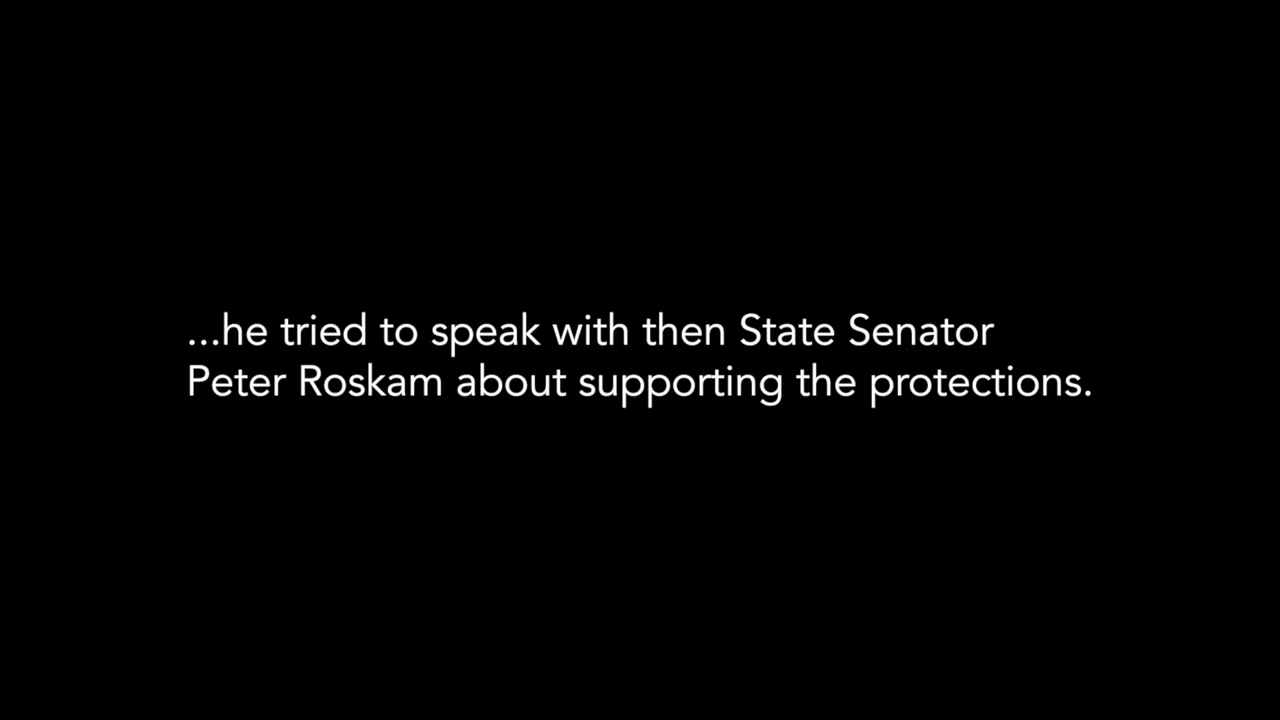 ...he tried to speak with then State Senator
Peter Roskam about supporting the protections.